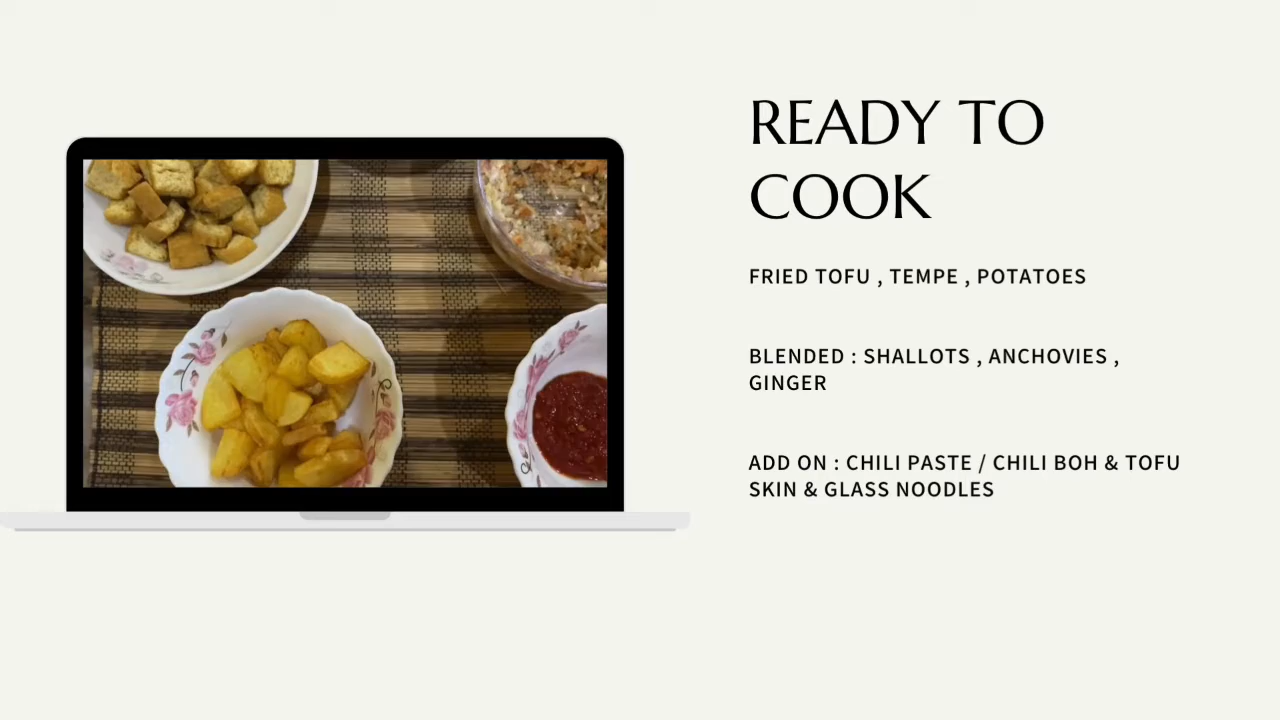 READY TO
COOK
FRIED TOFU , TEMPE , POTATOES
BLENDED : SHALLOTS , ANCHOVIES ,
GINGER
ADD ON : CHILI PASTE / CHILI BOH & TOFU
SKIN & GLASS NOODLES